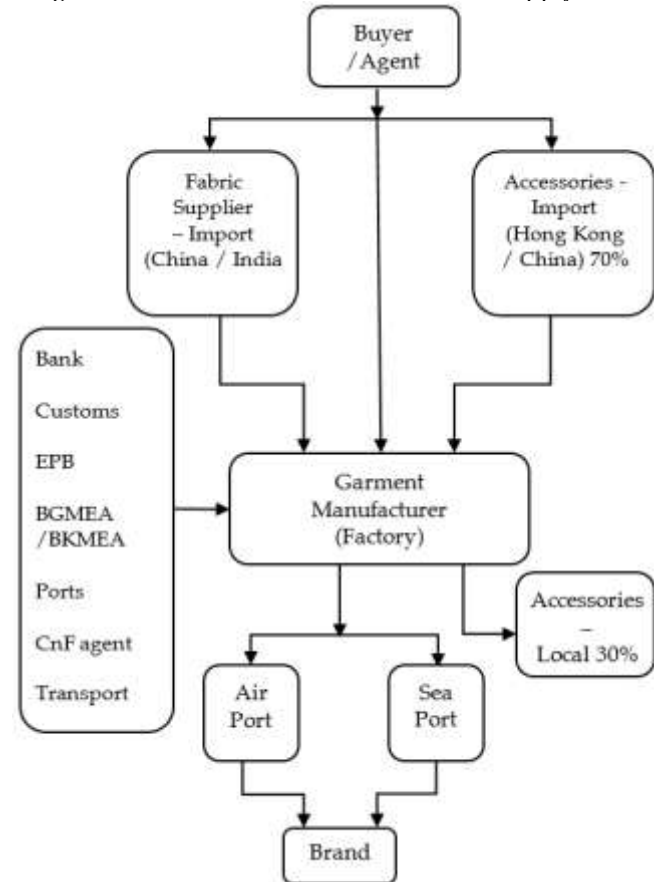 Buyer
/Agent
Fabric
Supplier
– Import
(China / India
Accessories -
Import
(Hong Kong
/ China) 70%
Bank
Customs
EPB
BGMEA
/BKMEA
Ports
CnF agent
Transport
Garment
Manufacturer
(Factory)
Accessories
–
Local 30%
Air
Port
Sea
Port
Brand